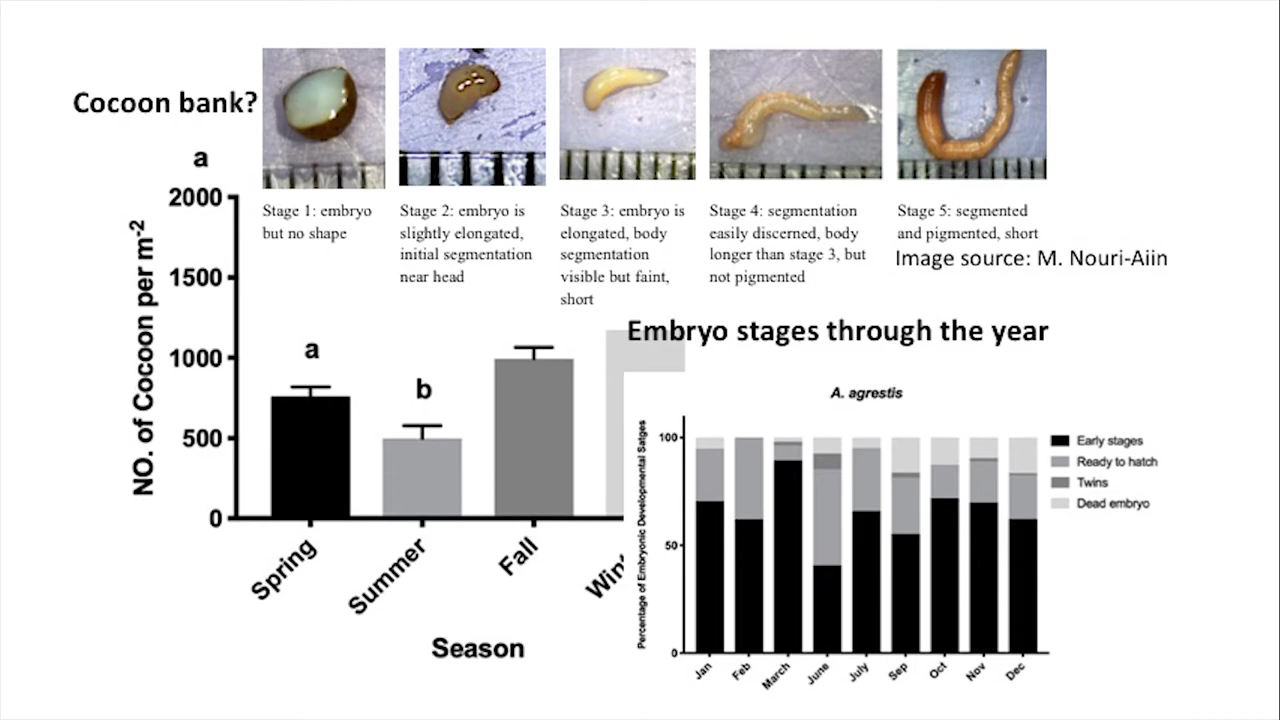 Cocoon bank?
Stage 1: embryo
but no shape
Stage 2: embryo is
slightly elongated,
initial segmentation
near head
Stage 3: embryo is
elongated, body
segmentation
visible but faint,
short
Stage 4: segmentation
easily discerned, body
longer than stage 3, but
not pigmented
Stage 5: segmented
and pigmented, short
Image source: M. Nouri-Aiin
a
NO. of Cocoon per m-2
2000
1500
1000
500
0
a
b
Spring
Summer
Fall
Win
Season
Embryo stages through the year
A. agrestis
Percentage of Embryonic Developmental Satges
100
50
0
Early stages
Ready to hatch
Twins
Dead embryo
Jan
Feb
March
June
July
Sep
Oct
Nov
Dec